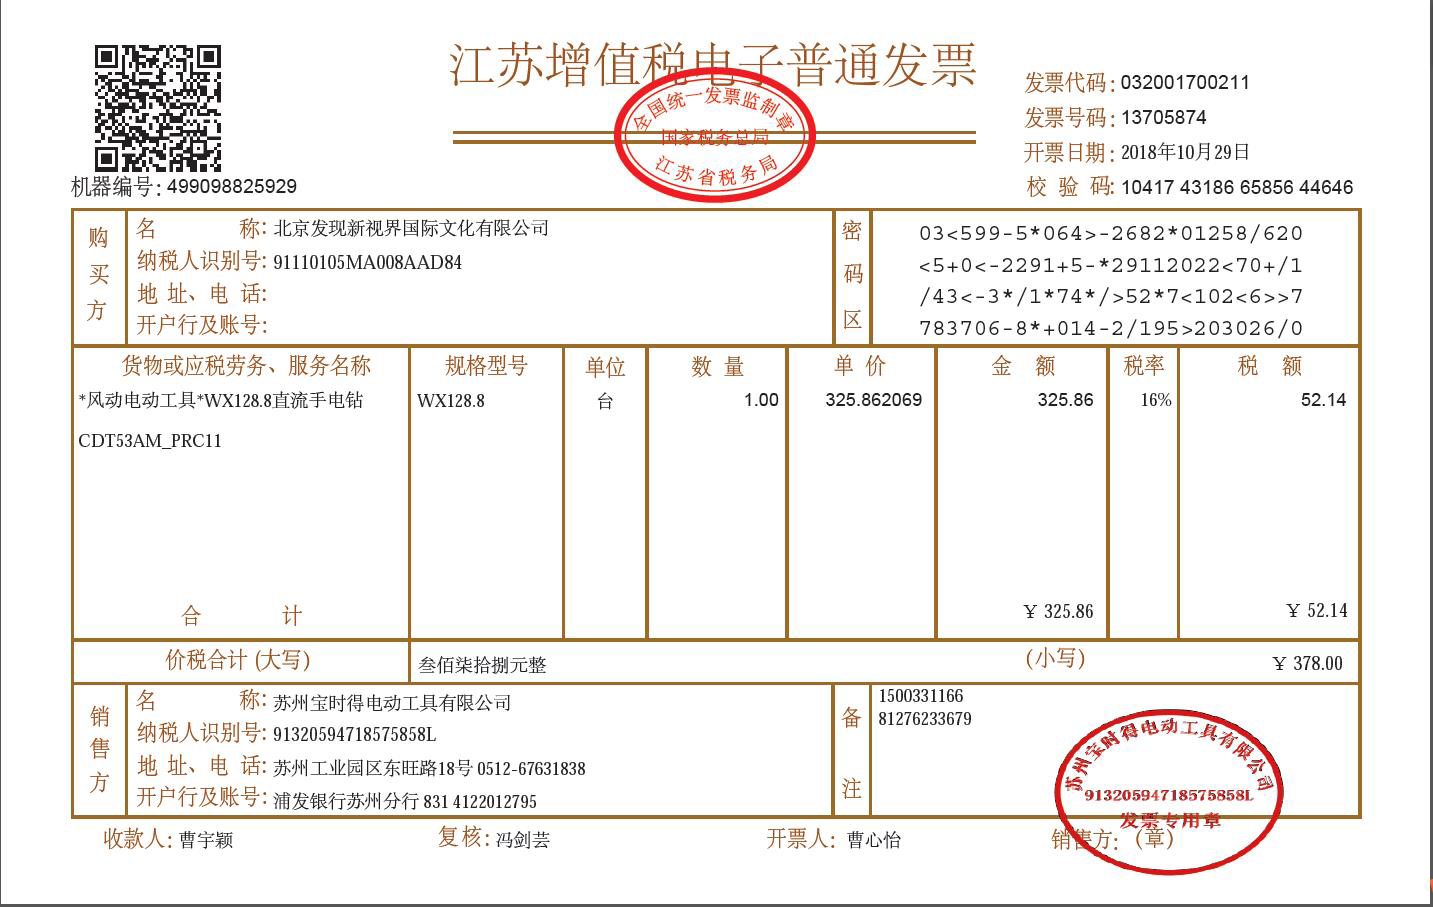 江苏增值税电子普通发票
全国统一发票监制章
国家税务总局
江苏省税务局
发票代码:032001700211
发票号码:13705874
开票日期:2018年10月29日
校 验 码:10417 43186 65856 44646
机器编号:499098825929
购买方
名 称:北京发现新视界国际文化有限公司
纳税人识别号:91110105MA008AAD84
地 址、电 话:
开户行及账号:
密码区
03<599-5*064>-2682*01258/620
<5+0<-2291+5-*29112022<70+/1
/43<-3*/1*74*/>52*7<102<6>>7
783706-8*+014-2/195>203026/0
货物或应税劳务、服务名称 规格型号 单位 数 量 单 价 金 额 税率 税 额
*风动电动工具*WX128.8直流手电钻 WX128.8 台 1.00 325.862069 325.86 16% 52.14
CDT53AM_PRC11
合 计 ¥ 325.86 ¥ 52.14
价税合计 (大写) 叁佰柒拾捌元整 (小写) ¥ 378.00
销售方
名 称:苏州宝时得电动工具有限公司
纳税人识别号:91320594718575858L
地 址、电 话:苏州工业园区东旺路18号 0512-67631838
开户行及账号:浦发银行苏州分行 831 4122012795
备注
1500331166
81276233679
苏州宝时得电动工具有限公司
91320594718575858L
发票专用章
收款人:曹宇颖 复核:冯剑芸 开票人:曹心怡 销售方:(章)